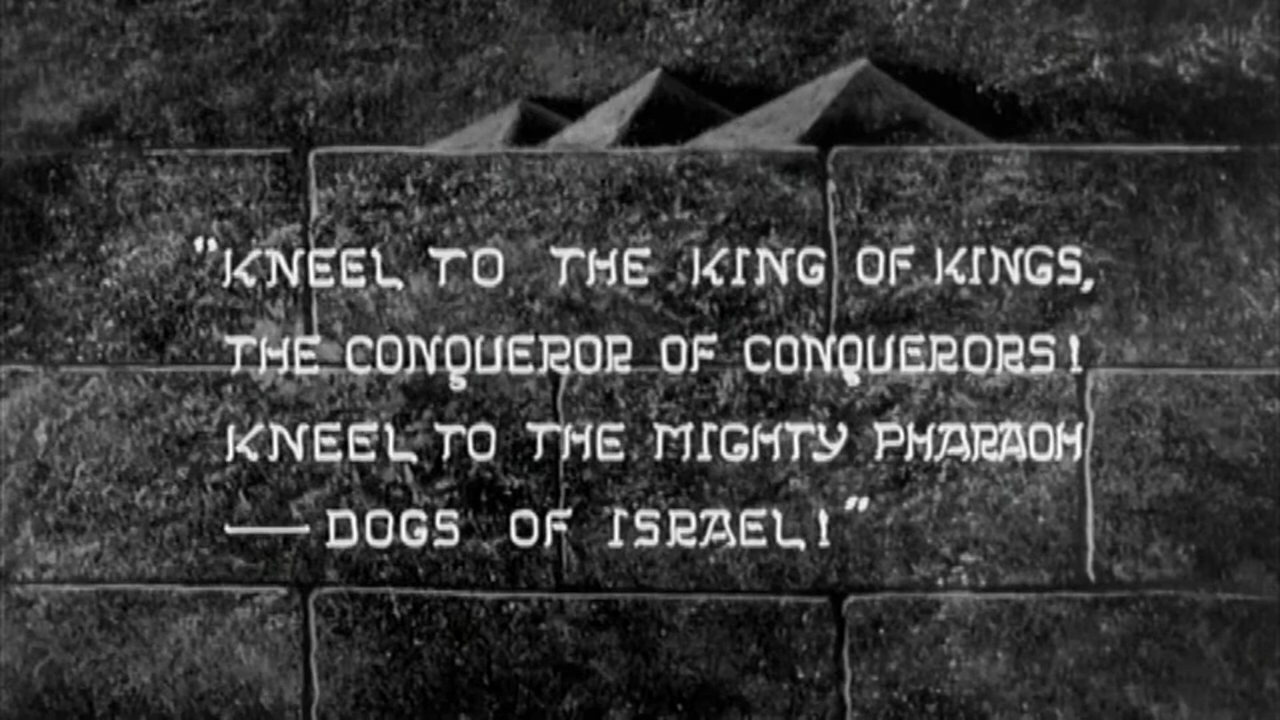 "KNEEL TO THE KING OF KINGS,
THE CONQUEROR OF CONQUERORS!
KNEEL TO THE MIGHTY PHARAOH
— DOGS OF ISRAEL!"